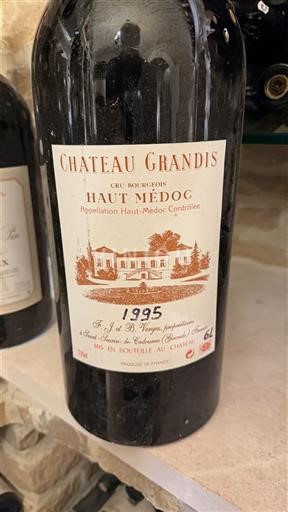 CHATEAU GRANDIS
CRU BOURGEOIS
HAUT MÉDOC
Appellation Haut-Médoc Contrôlée
1995
F. J. et B. Vergez, propriétaire
à Saint-Seurin-de-Cadourne (Gironde) France
MIS EN BOUTEILLE AU CHATEAU
6L
PRODUCE OF FRANCE